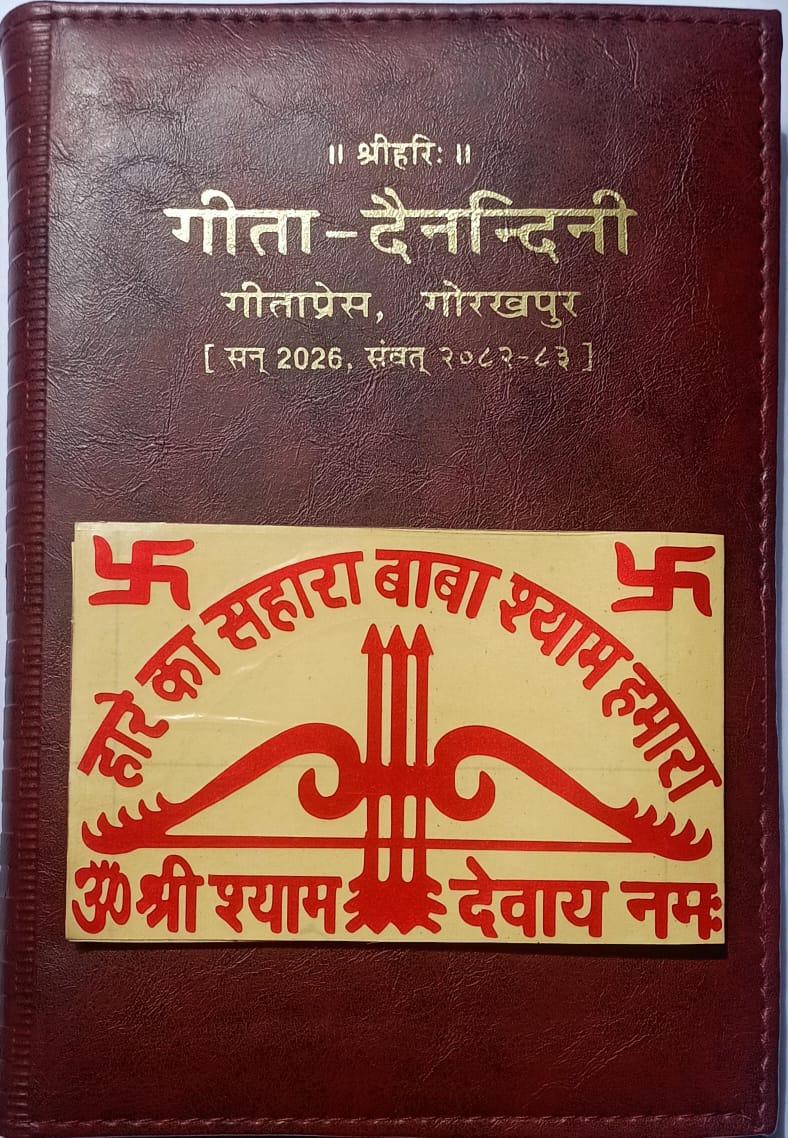 ॥ श्रीहरिः ॥
गीता-दैनन्दिनी
गीताप्रेस, गोरखपुर
[ सन् 2026, संवत् २०८२-८३ ]
हारे का सहारा बाबा श्याम हमारा
ॐ श्री श्याम देवाय नमः